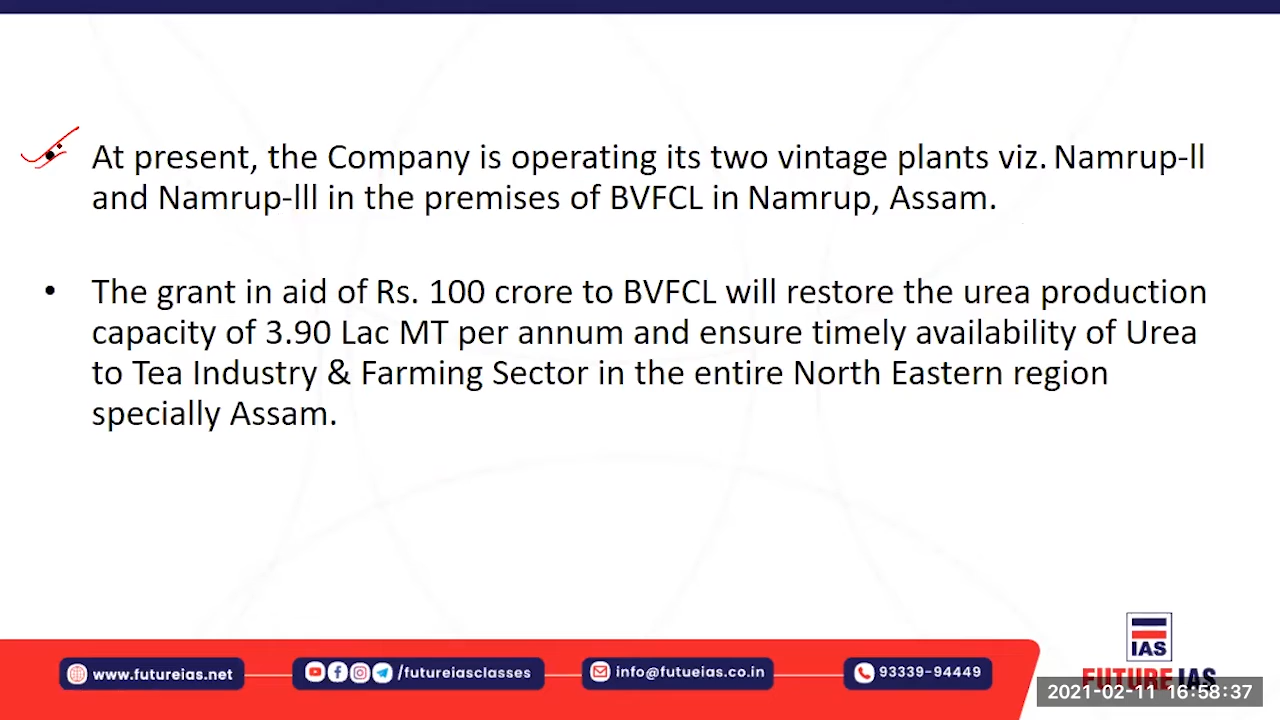 At present, the Company is operating its two vintage plants viz. Namrup-ll
and Namrup-lll in the premises of BVFCL in Namrup, Assam.
• The grant in aid of Rs. 100 crore to BVFCL will restore the urea production
capacity of 3.90 Lac MT per annum and ensure timely availability of Urea
to Tea Industry & Farming Sector in the entire North Eastern region
specially Assam.
IAS
FUTURE IAS
www.futureias.net
/futureiasclasses
info@futueias.co.in
93339-94449
2021-02-11 16:58:37